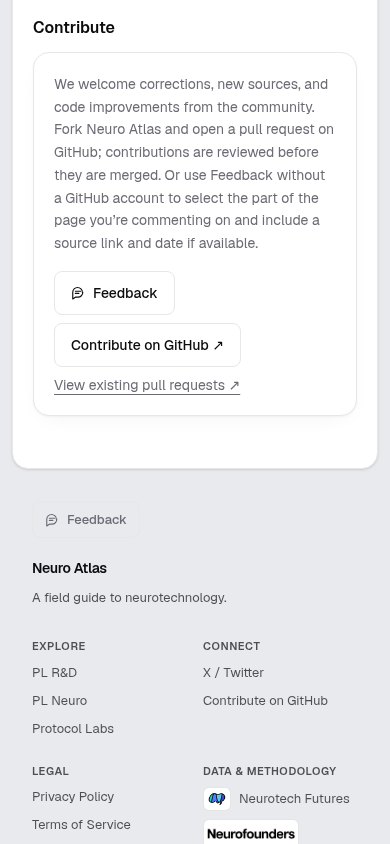 Contribute
We welcome corrections, new sources, and
code improvements from the community.
Fork Neuro Atlas and open a pull request on
GitHub; contributions are reviewed before
they are merged. Or use Feedback without
a GitHub account to select the part of the
page you're commenting on and include a
source link and date if available.
Feedback
Contribute on GitHub ↗
View existing pull requests ↗
Feedback
Neuro Atlas
A field guide to neurotechnology.
EXPLORE
PL R&D
PL Neuro
Protocol Labs
CONNECT
X / Twitter
Contribute on GitHub
LEGAL
Privacy Policy
Terms of Service
DATA & METHODOLOGY
Neurotech Futures
Neurofounders